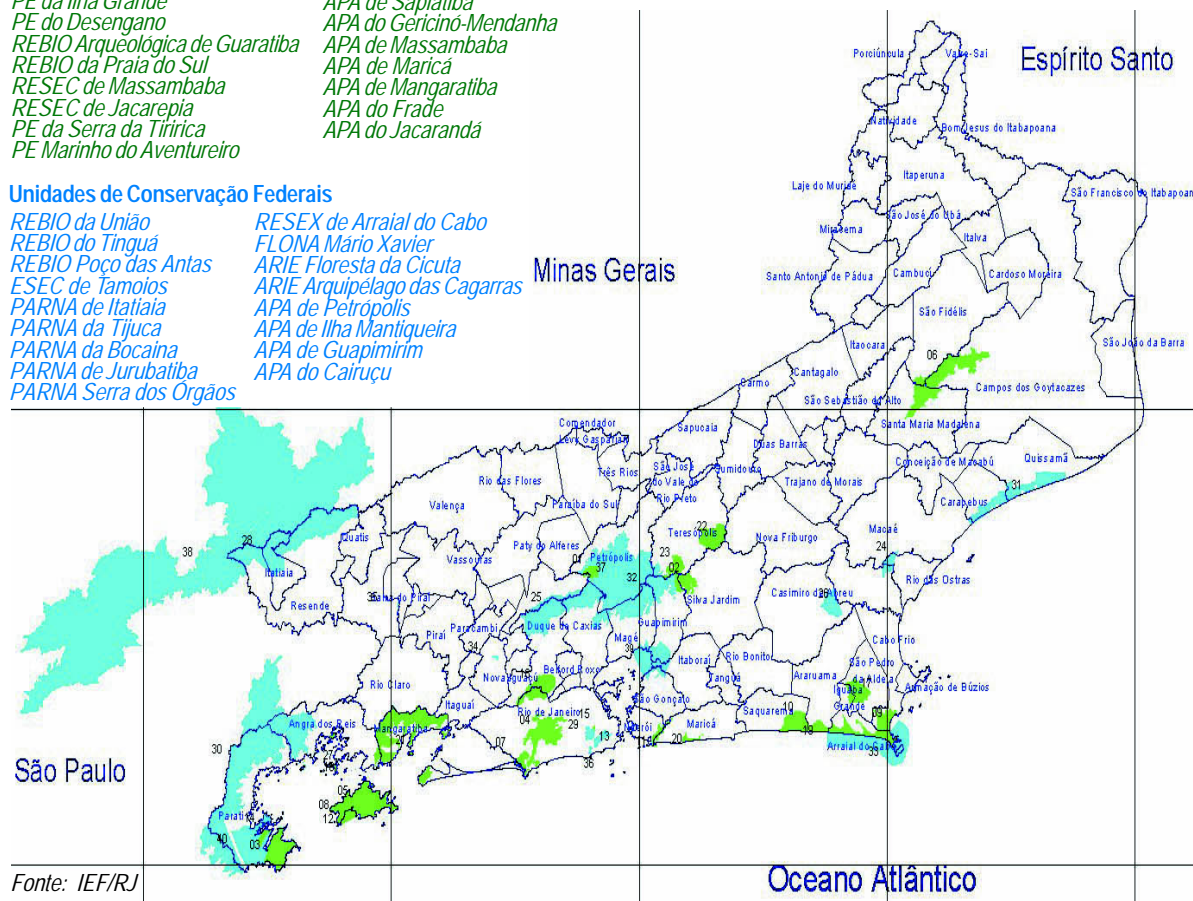 PE da Ilha Grande
PE do Desengano
REBIO Arqueológica de Guaratiba
REBIO da Praia do Sul
RESEC de Massambaba
RESEC de Jacarepia
PE da Serra da Tiririca
PE Marinho do Aventureiro
APA de Sapiatiba
APA do Gericinó-Mendanha
APA de Massambaba
APA de Maricá
APA de Mangaratiba
APA do Frade
APA do Jacarandá
Unidades de Conservação Federais
REBIO da União
REBIO do Tinguá
REBIO Poço das Antas
ESEC de Tamoios
PARNA de Itatiaia
PARNA da Tijuca
PARNA da Bocaina
PARNA de Jurubatiba
PARNA Serra dos Órgãos
RESEX de Arraial do Cabo
FLONA Mário Xavier
ARIE Floresta da Cicuta
ARIE Arquipélago das Cagarras
APA de Petrópolis
APA de Ilha Mantiqueira
APA de Guapimirim
APA do Cairuçu
Espírito Santo
Minas Gerais
São Paulo
Oceano Atlântico
Porciúncula
Varre-Sai
Natividade
Bom Jesus do Itabapoana
Itaperuna
Laje do Muriaé
São Francisco do Itabapoan
São José do Ubá
Miracema
Italva
Santo Antonio de Pádua
Cambuci
Cardoso Moreira
São Fidélis
São João da Barra
Itaocara
06
Cantagalo
Carmo
Campos dos Goytacazes
São Sebastião do Alto
Santa Maria Madalena
Comendador
Levy Gasparian
Sapucaia
Duas Barras
Conceição de Macabú
Quissamã
Três Rios
São José
do Vale do
Rio Preto
Sumidouro
Trajano de Morais
31
Carapebus
Rio das Flores
Valença
Paraíba do Sul
22
Teresópolis
Nova Friburgo
Macaé
24
Quatis
Paty do Alferes
Petrópolis
23
02
28
38
Itatiaia
Vassouras
01
37
32
Rio das Ostras
Resende
35
Barra do Piraí
25
Silva Jardim
Casimiro de Abreu
26
Piraí
Paracambi
Duque de Caxias
Magé
Guapimirim
Cabo Frio
34
39
Itaboraí
Rio Bonito
São Pedro
da Aldeia
Rio Claro
Nova Iguaçu
Belford Roxo
Tanguá
Araruama
Iguaba
Grande
Armação de Búzios
Itaguaí
São Gonçalo
Saquarema
Angra dos Reis
Mangaratiba
Rio de Janeiro
15
04
29
13
Niterói
Maricá
20
10
09
Arraial do Cabo
33
30
07
36
05
08
12
Parati
40
03
Fonte: IEF/RJ